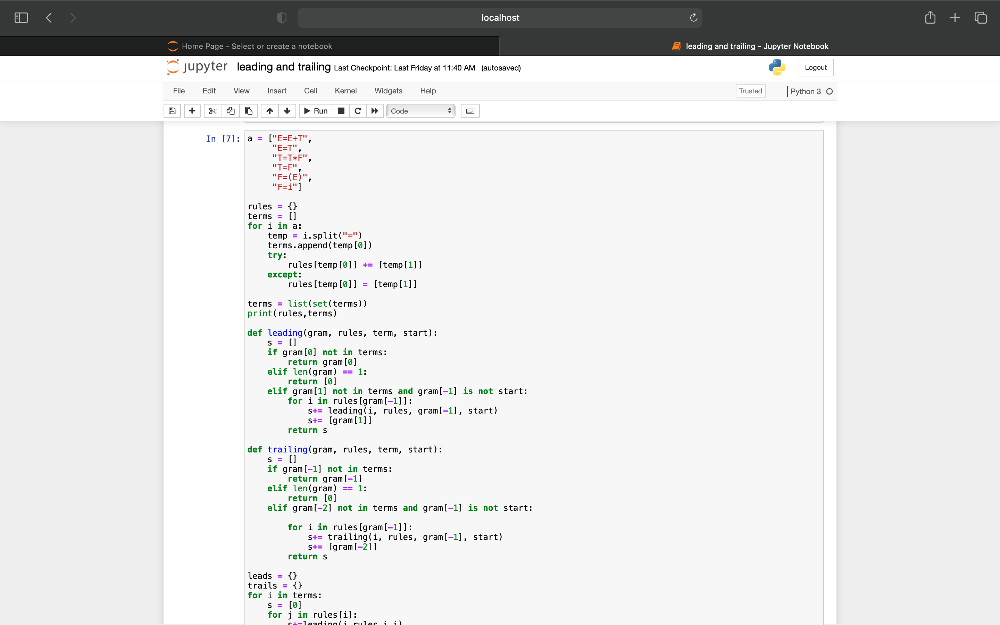 localhost
Home Page - Select or create a notebook
leading and trailing - Jupyter Notebook
jupyter leading and trailing Last Checkpoint: Last Friday at 11:40 AM (autosaved)
Logout
File Edit View Insert Cell Kernel Widgets Help
Trusted Python 3
Run Code
In [7]: a = ["E=E+T",
     "E=T",
     "T=T*F",
     "T=F",
     "F=(E)",
     "F=i"]
rules = {}
terms = []
for i in a:
    temp = i.split("=")
    terms.append(temp[0])
    try:
        rules[temp[0]] += [temp[1]]
    except:
        rules[temp[0]] = [temp[1]]
terms = list(set(terms))
print(rules,terms)
def leading(gram, rules, term, start):
    s = []
    if gram[0] not in terms:
        return gram[0]
    elif len(gram) == 1:
        return [0]
    elif gram[1] not in terms and gram[-1] is not start:
        for i in rules[gram[-1]]:
            s+= leading(i, rules, gram[-1], start)
            s+= [gram[1]]
        return s
def trailing(gram, rules, term, start):
    s = []
    if gram[-1] not in terms:
        return gram[-1]
    elif len(gram) == 1:
        return [0]
    elif gram[-2] not in terms and gram[-1] is not start:
        for i in rules[gram[-1]]:
            s+= trailing(i, rules, gram[-1], start)
            s+= [gram[-2]]
        return s
leads = {}
trails = {}
for i in terms:
    s = [0]
    for j in rules[i]: